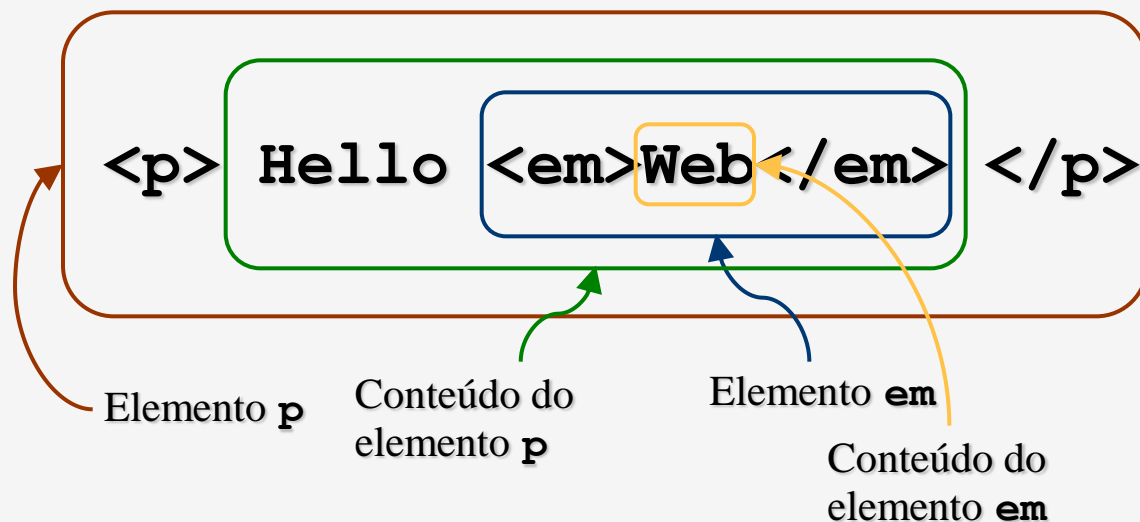 <p> Hello <em>Web</em> </p>
Elemento p
Conteúdo do
elemento p
Elemento em
Conteúdo do
elemento em